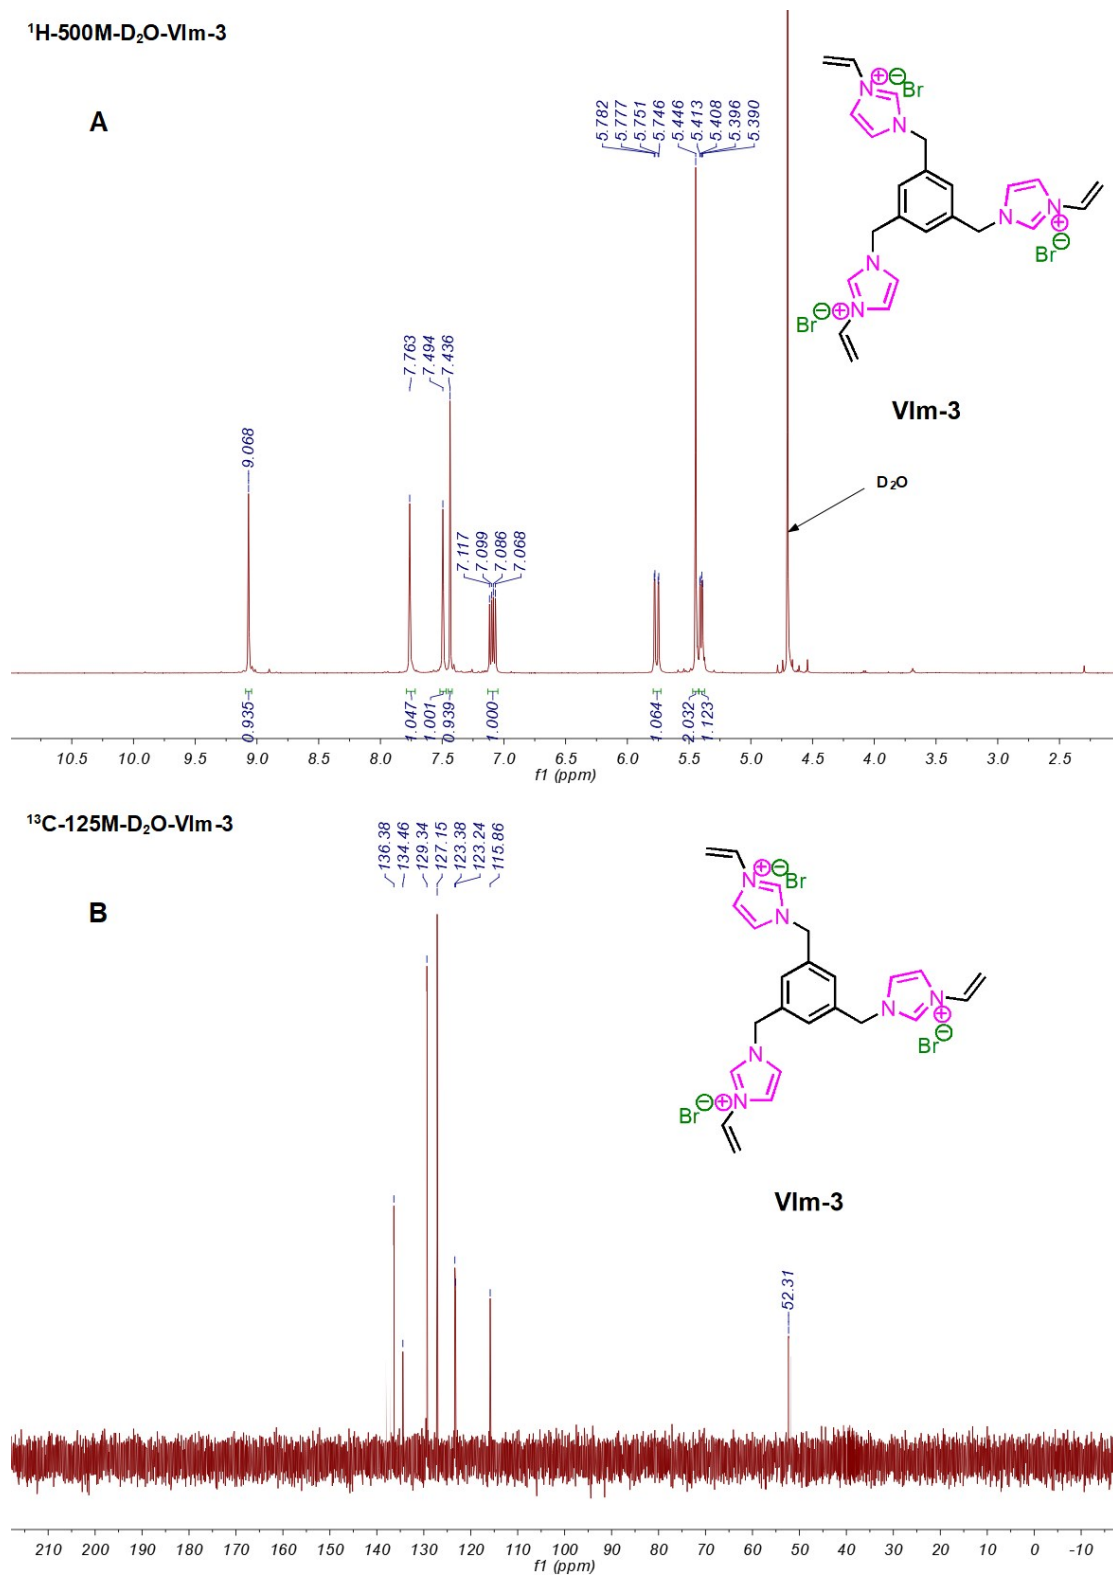 ¹H-500M-D₂O-VIm-3
A
5.782
5.777
5.751
5.746
5.446
5.413
5.408
5.396
5.390
7.763
7.494
7.436
9.068
7.117
7.099
7.086
7.068
N⊕ ⊖Br
N
N
N⊕
Br⊖
N
Br⊖ ⊕N
VIm-3
D₂O
0.935
1.047
1.001
0.939
1.000
1.064
2.032
1.123
10.5 10.0 9.5 9.0 8.5 8.0 7.5 7.0 6.5 6.0 5.5 5.0 4.5 4.0 3.5 3.0 2.5
f1 (ppm)
¹³C-125M-D₂O-VIm-3
B
136.38
134.46
129.34
127.15
123.38
123.24
115.86
52.31
N⊕ ⊖Br
N
N
N⊕
Br⊖
N
Br⊖ ⊕N
VIm-3
210 200 190 180 170 160 150 140 130 120 110 100 90 80 70 60 50 40 30 20 10 0 -10
f1 (ppm)